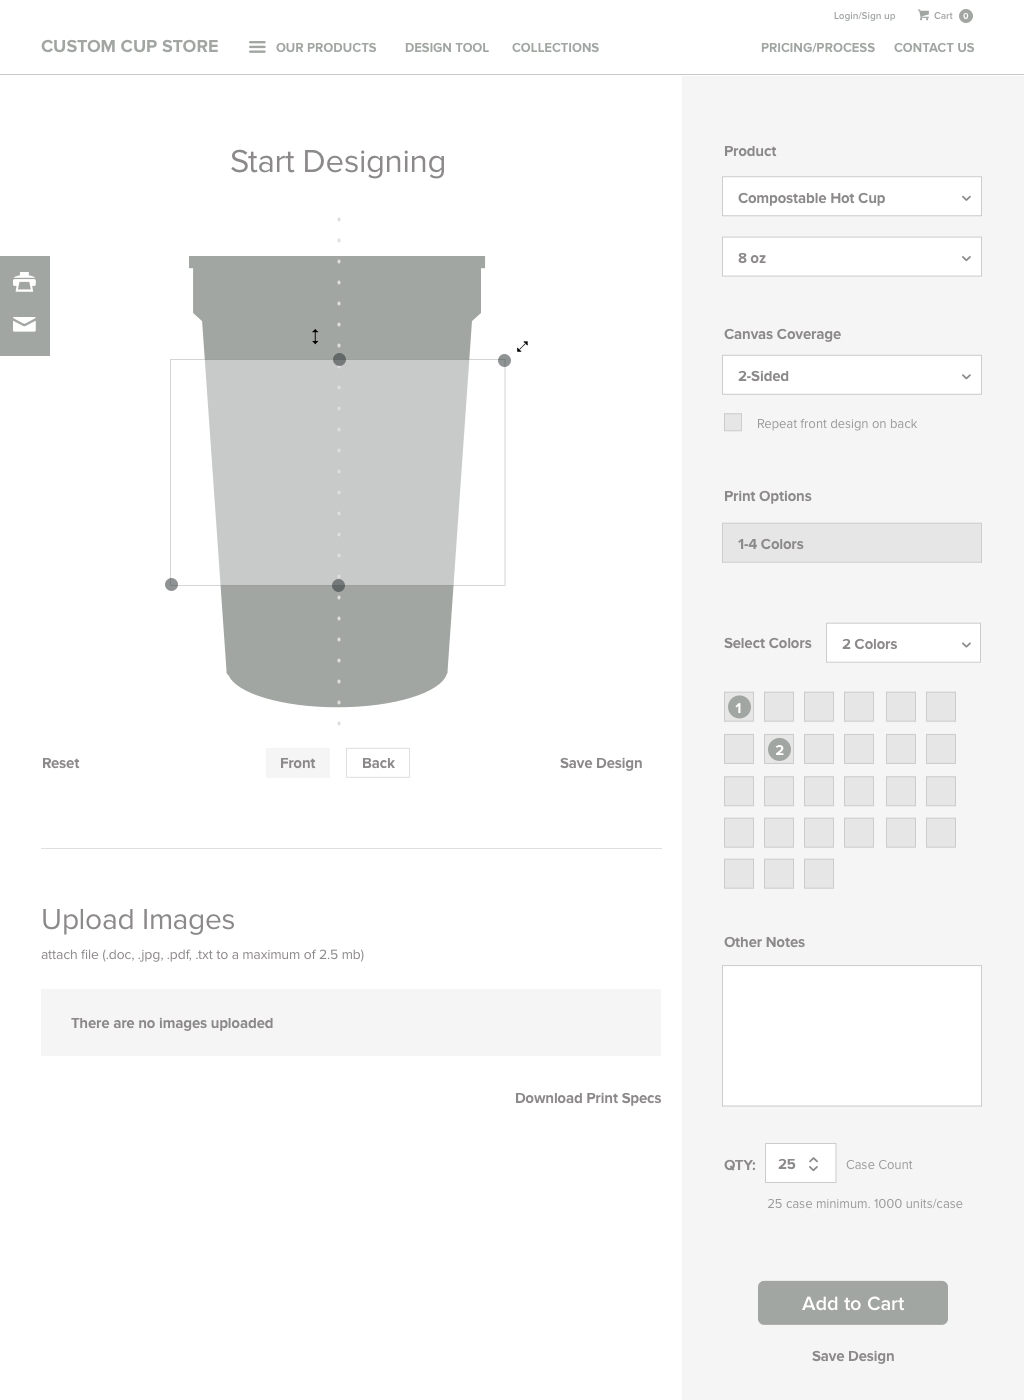 Login/Sign up
Cart 0
CUSTOM CUP STORE
OUR PRODUCTS
DESIGN TOOL
COLLECTIONS
PRICING/PROCESS
CONTACT US
Start Designing
Reset
Front
Back
Save Design
Upload Images
attach file (.doc, .jpg, .pdf, .txt to a maximum of 2.5 mb)
There are no images uploaded
Download Print Specs
Product
Compostable Hot Cup
8 oz
Canvas Coverage
2-Sided
Repeat front design on back
Print Options
1-4 Colors
Select Colors
2 Colors
1
2
Other Notes
QTY:
25
Case Count
25 case minimum. 1000 units/case
Add to Cart
Save Design